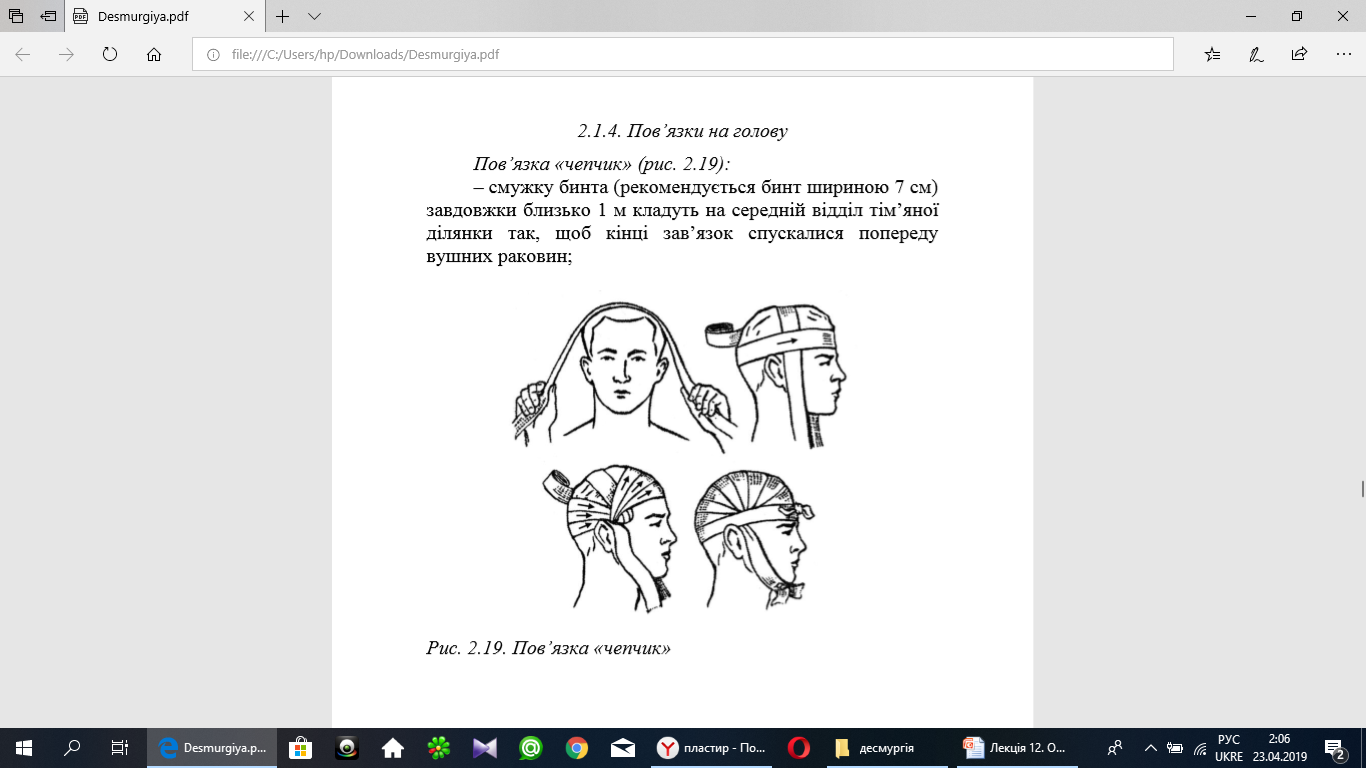 Desmurgiya.pdf
file:///C:/Users/hp/Downloads/Desmurgiya.pdf
2.1.4. Пов’язки на голову
Пов’язка «чепчик» (рис. 2.19):
– смужку бинта (рекомендується бинт шириною 7 см)
завдовжки близько 1 м кладуть на середній відділ тім’яної
ділянки так, щоб кінці зав’язок спускалися попереду
вушних раковин;
Рис. 2.19. Пов’язка «чепчик»
Desmurgiya.p...
пластир - По...
десмургія
Лекція 12. О...
РУС
UKRE
2:06
23.04.2019
2